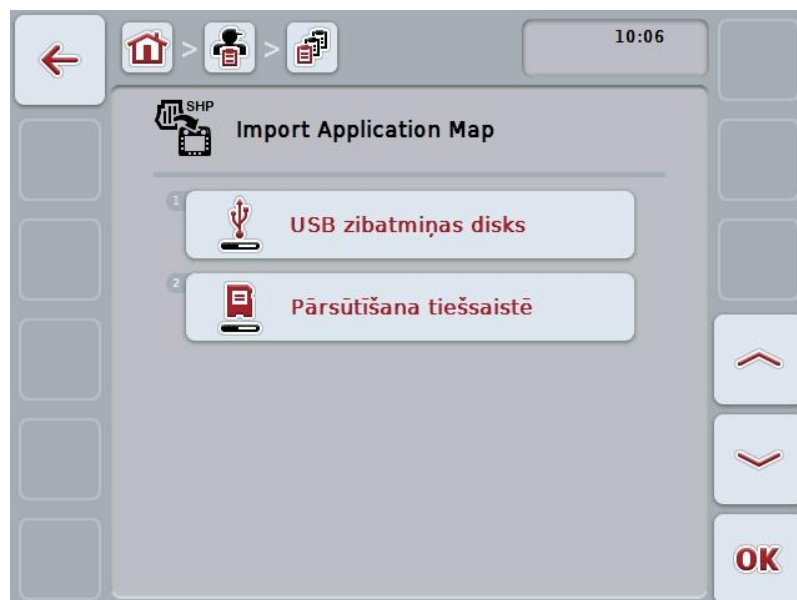 10:06
SHP
Import Application Map
1
USB zibatmiņas disks
2
Pārsūtīšana tiešsaistē
OK